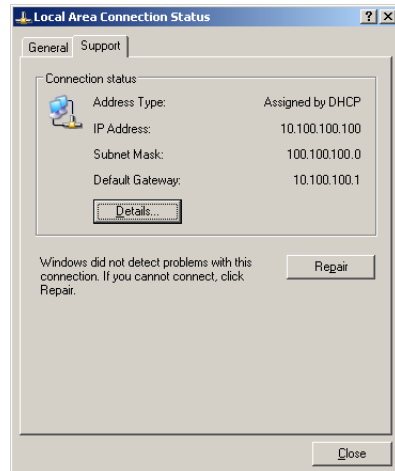 Local Area Connection Status
General Support
Connection status
Address Type: Assigned by DHCP
IP Address: 10.100.100.100
Subnet Mask: 100.100.100.0
Default Gateway: 10.100.100.1
Details...
Windows did not detect problems with this
connection. If you cannot connect, click
Repair.
Repair
Close